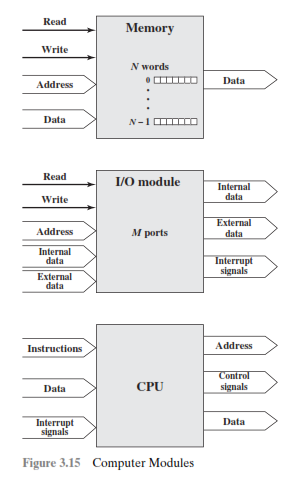 Read
Memory
Write
N words
0
Address
Data
Data
N – 1
Read
I/O module
Internal
data
Write
External
data
Address
M ports
Internal
data
Interrupt
signals
External
data
Instructions
Address
Data
CPU
Control
signals
Interrupt
signals
Data
Figure 3.15 Computer Modules